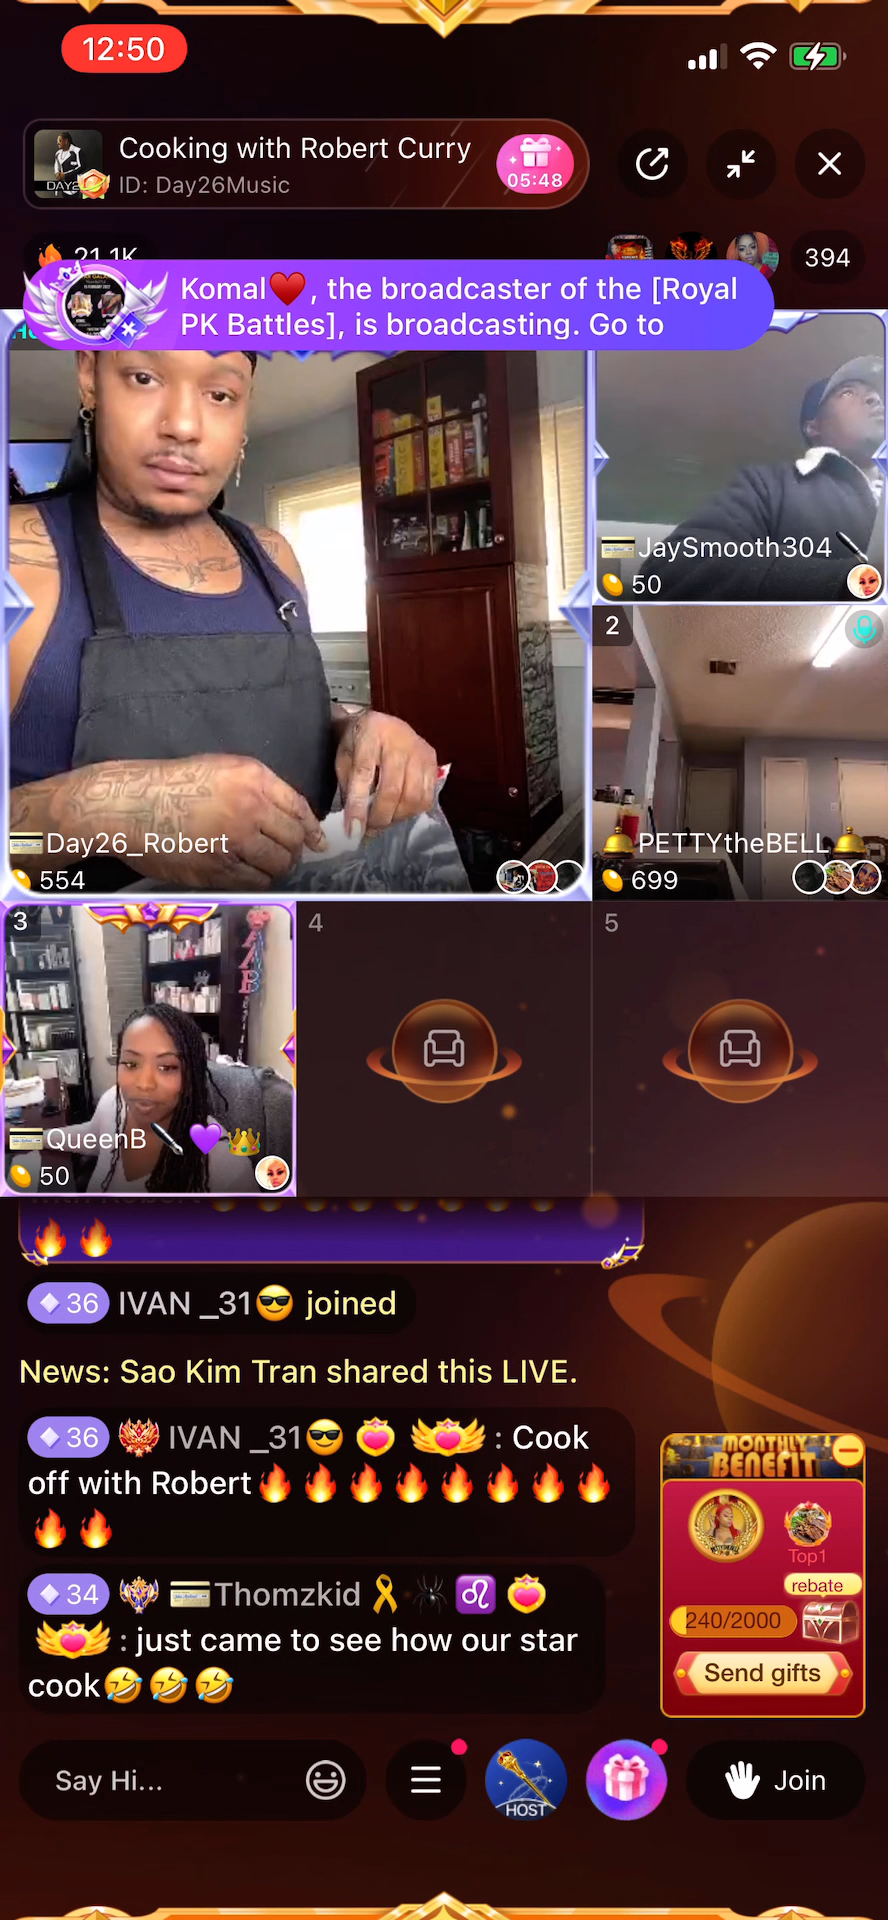 12:50
Cooking with Robert Curry
ID: Day26Music
05:48
21.1K
394
Komal❤️, the broadcaster of the [Royal
PK Battles], is broadcasting. Go to
JaySmooth304
50
2
Day26_Robert
554
PETTYtheBELL
699
3
4
5
QueenB
50
36 IVAN _31😎 joined
News: Sao Kim Tran shared this LIVE.
36 IVAN _31😎 : Cook
off with Robert🔥🔥🔥🔥🔥🔥🔥🔥
🔥🔥
34 💳Thomzkid🎗️🕷️♌
: just came to see how our star
cook🤣🤣🤣
MONTHLY
BENEFIT
Top1
rebate
240/2000
Send gifts
Say Hi...
HOST
Join